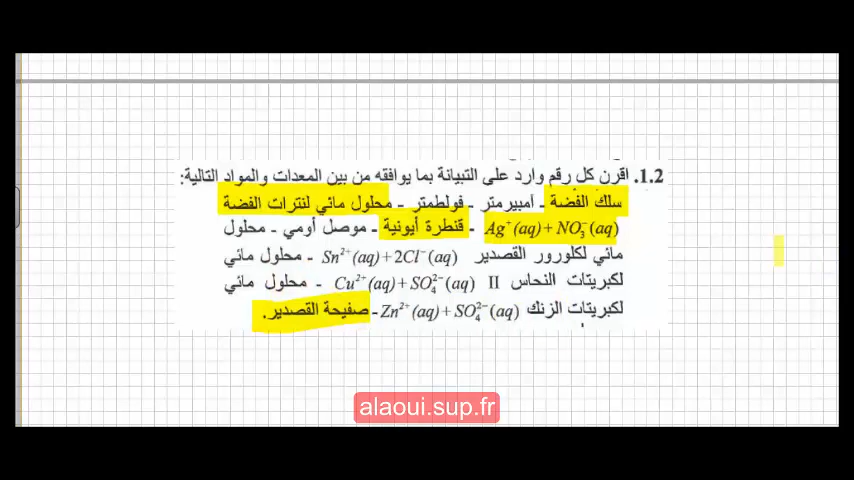 1.2. اقرن كل رقم وارد على التبيانة بما يوافقه من بين المعدات والمواد التالية:
سلك الفضة - أمبيرمتر - فولطمتر - محلول مائي لنترات الفضة
Ag⁺(aq) + NO₃⁻(aq) - قنطرة أيونية - موصل أومي - محلول
مائي لكلورور القصدير Sn²⁺(aq) + 2Cl⁻(aq) - محلول مائي
لكبريتات النحاس II Cu²⁺(aq) + SO₄²⁻(aq) - محلول مائي
لكبريتات الزنك Zn²⁺(aq) + SO₄²⁻(aq) - صفيحة القصدير.
alaoui.sup.fr